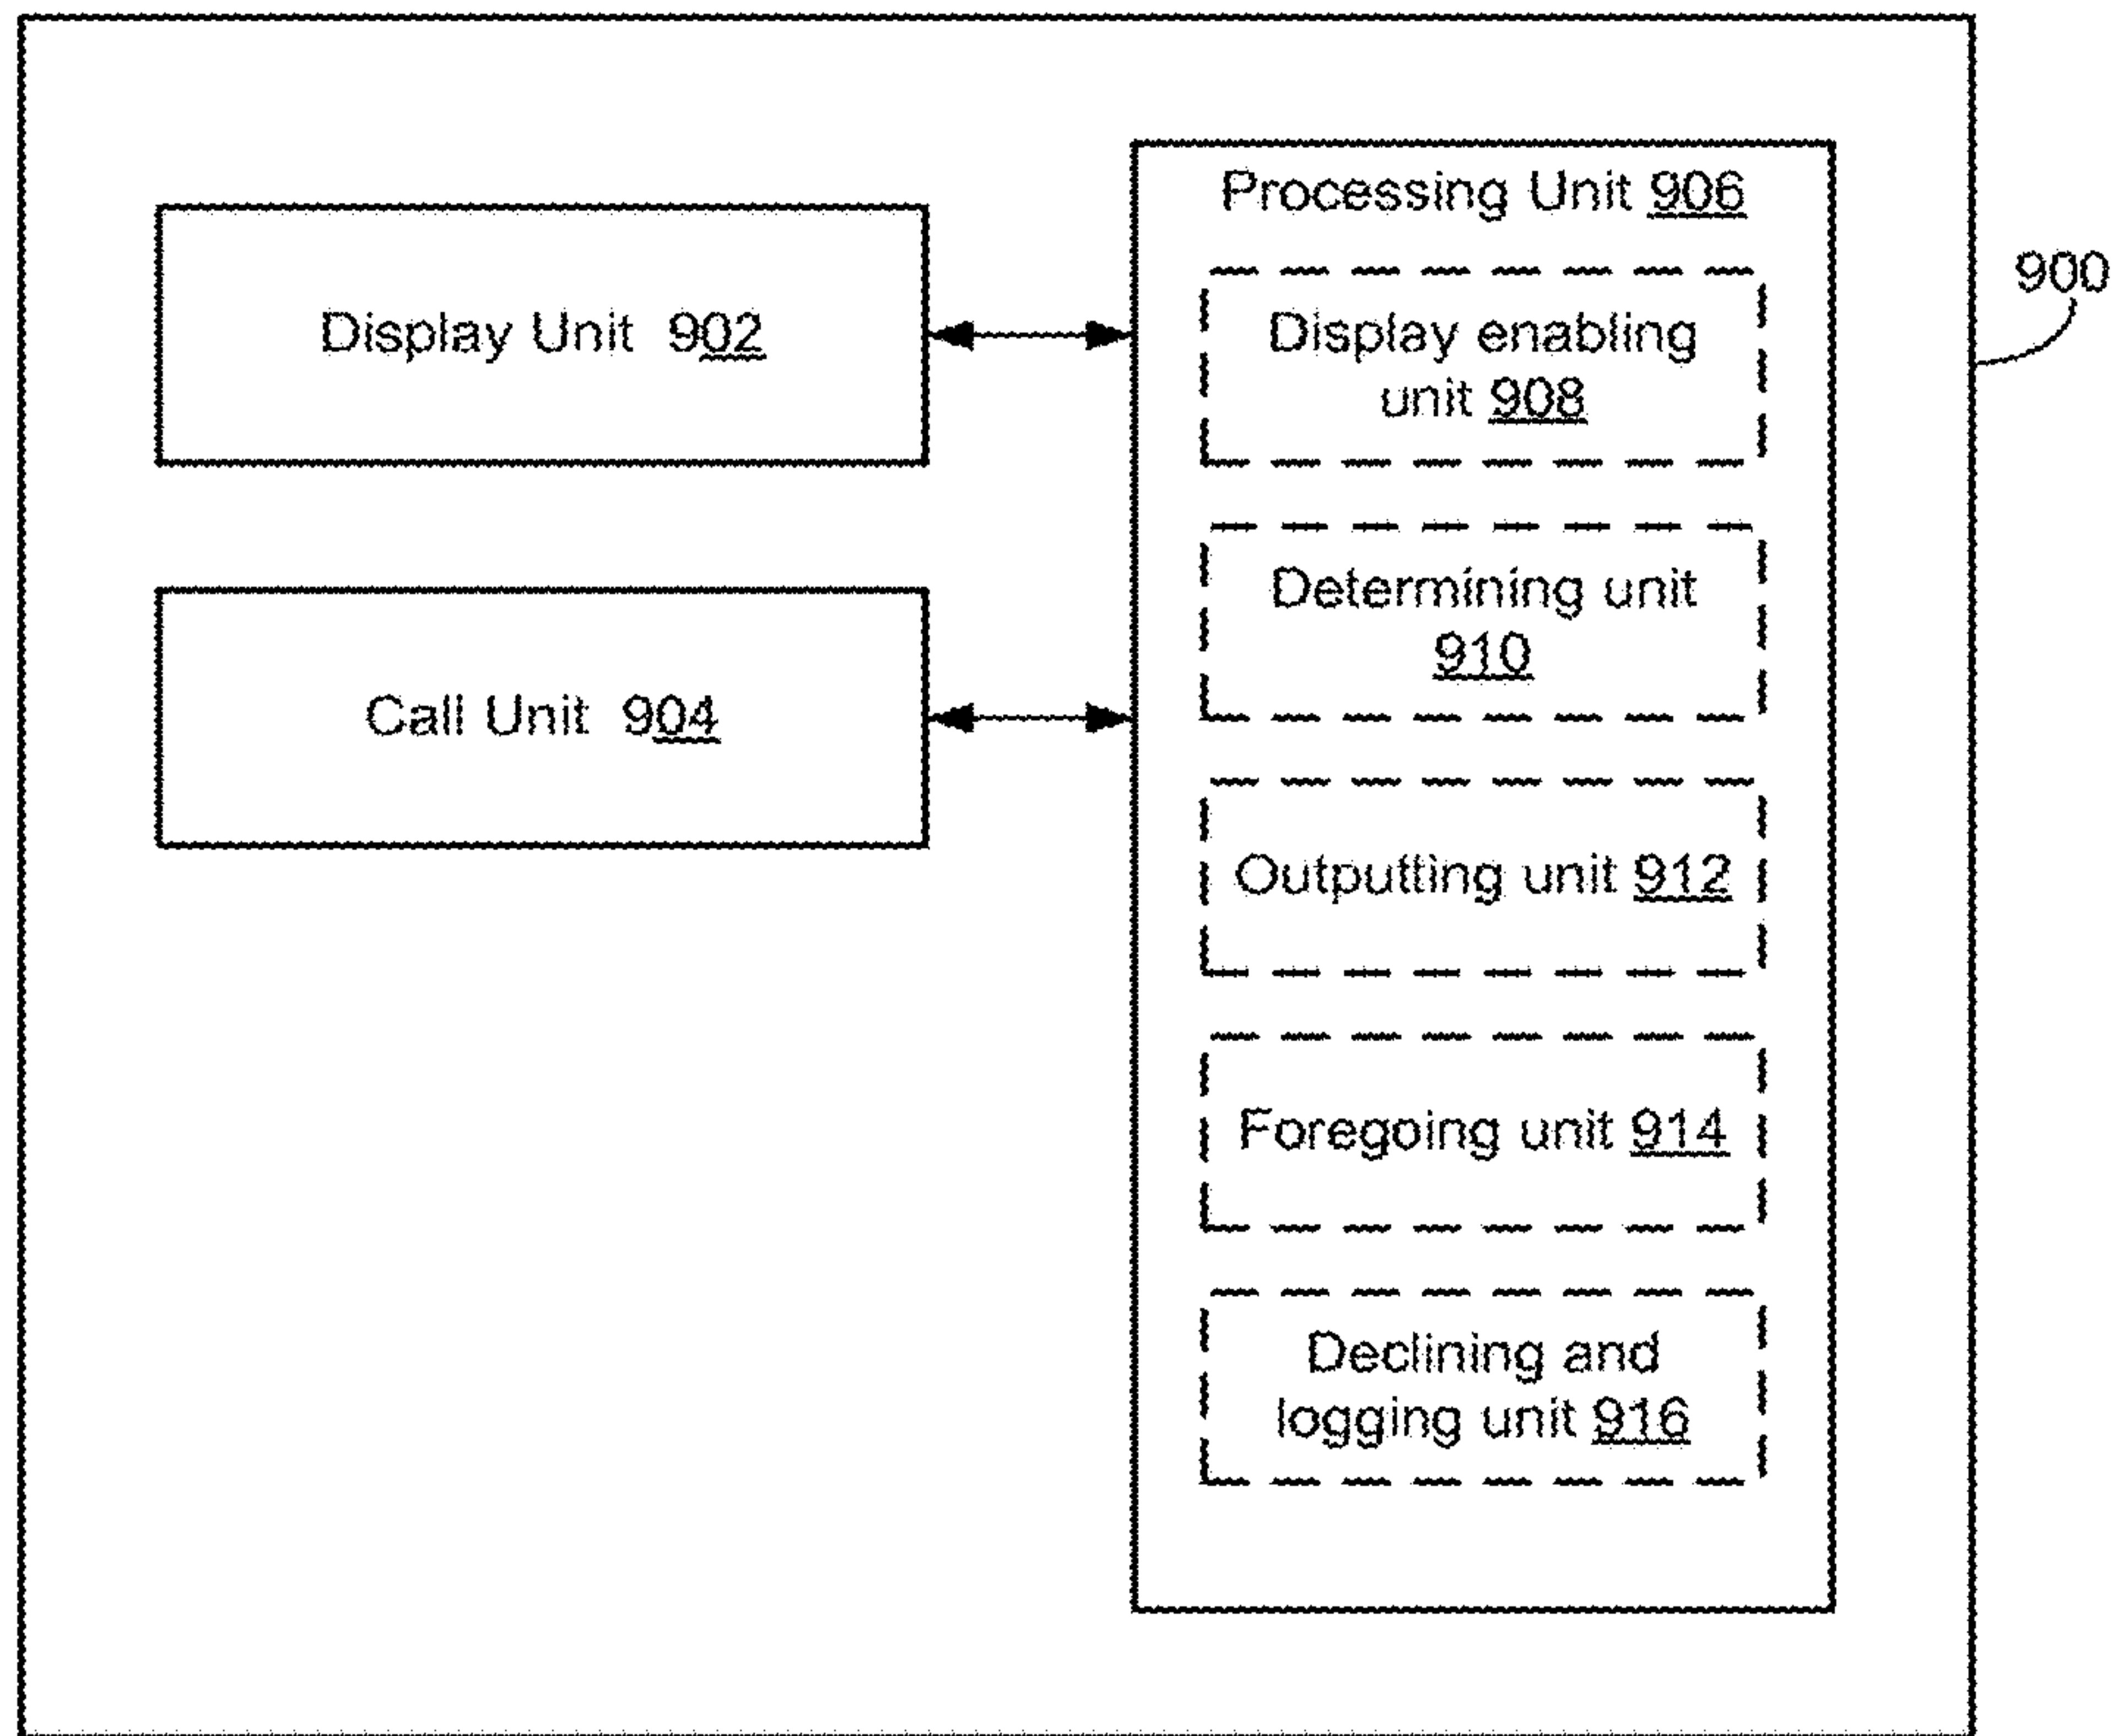 Processing Unit 906
900
Display Unit 902
Display enabling
unit 908
Determining unit
910
Call Unit 904
Outputting unit 912
Foregoing unit 914
Declining and
logging unit 916